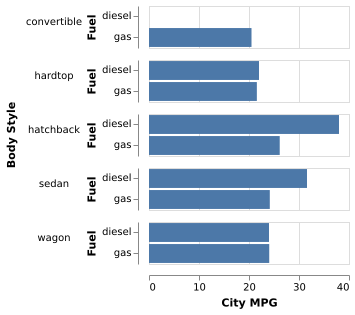 Body Style
convertible
Fuel
diesel
gas
hardtop
Fuel
diesel
gas
hatchback
Fuel
diesel
gas
sedan
Fuel
diesel
gas
wagon
Fuel
diesel
gas
0 10 20 30 40
City MPG